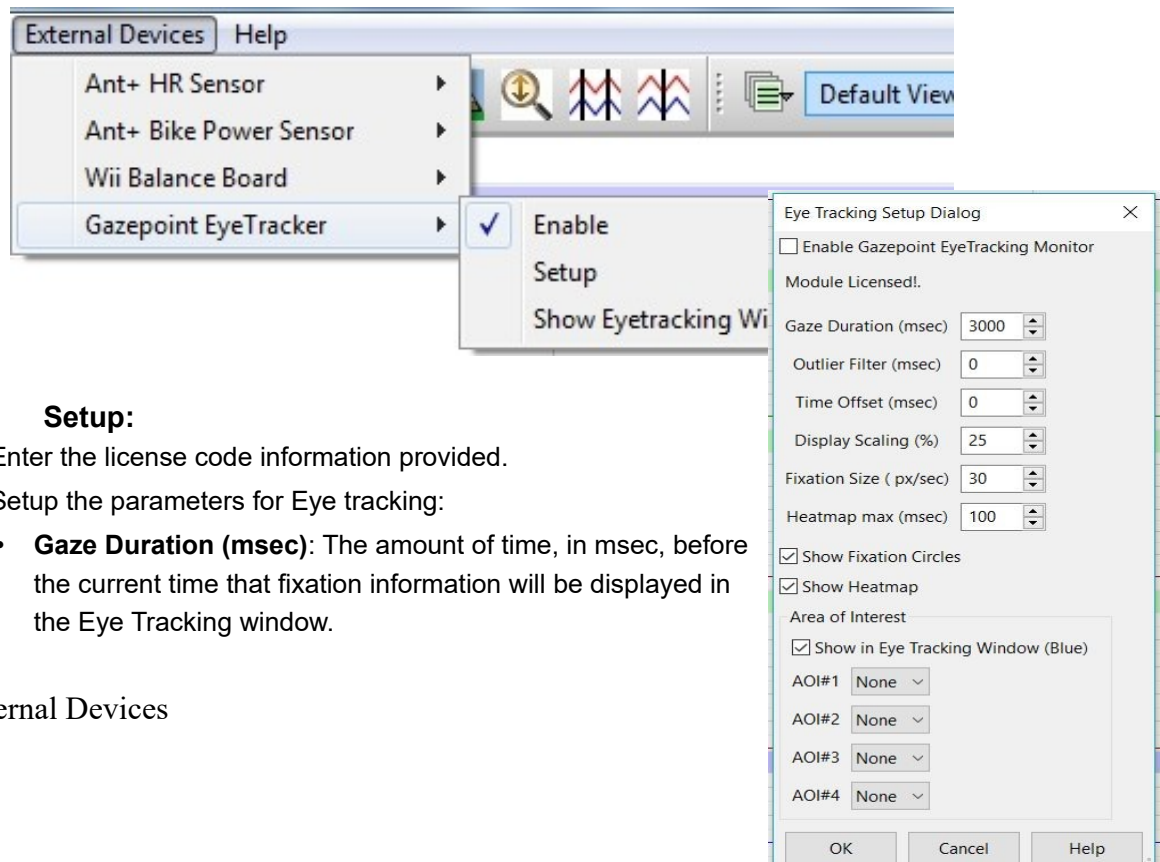 External Devices Help
Ant+ HR Sensor
Default View
Ant+ Bike Power Sensor
Wii Balance Board
Gazepoint EyeTracker
Enable
Setup
Show Eyetracking
Setup:
Enter the license code information provided.
Setup the parameters for Eye tracking:
• Gaze Duration (msec): The amount of time, in msec, before
the current time that fixation information will be displayed in
the Eye Tracking window.
Devices
Eye Tracking Setup Dialog
Enable Gazepoint EyeTracking Monitor
Module Licensed!.
Gaze Duration (msec) 3000
Outlier Filter (msec) 0
Time Offset (msec) 0
Display Scaling (%) 25
Fixation Size ( px/sec) 30
Heatmap max (msec) 100
Show Fixation Circles
Show Heatmap
Area of Interest
Show in Eye Tracking Window (Blue)
AOI#1 None
AOI#2 None
AOI#3 None
AOI#4 None
OK Cancel Help